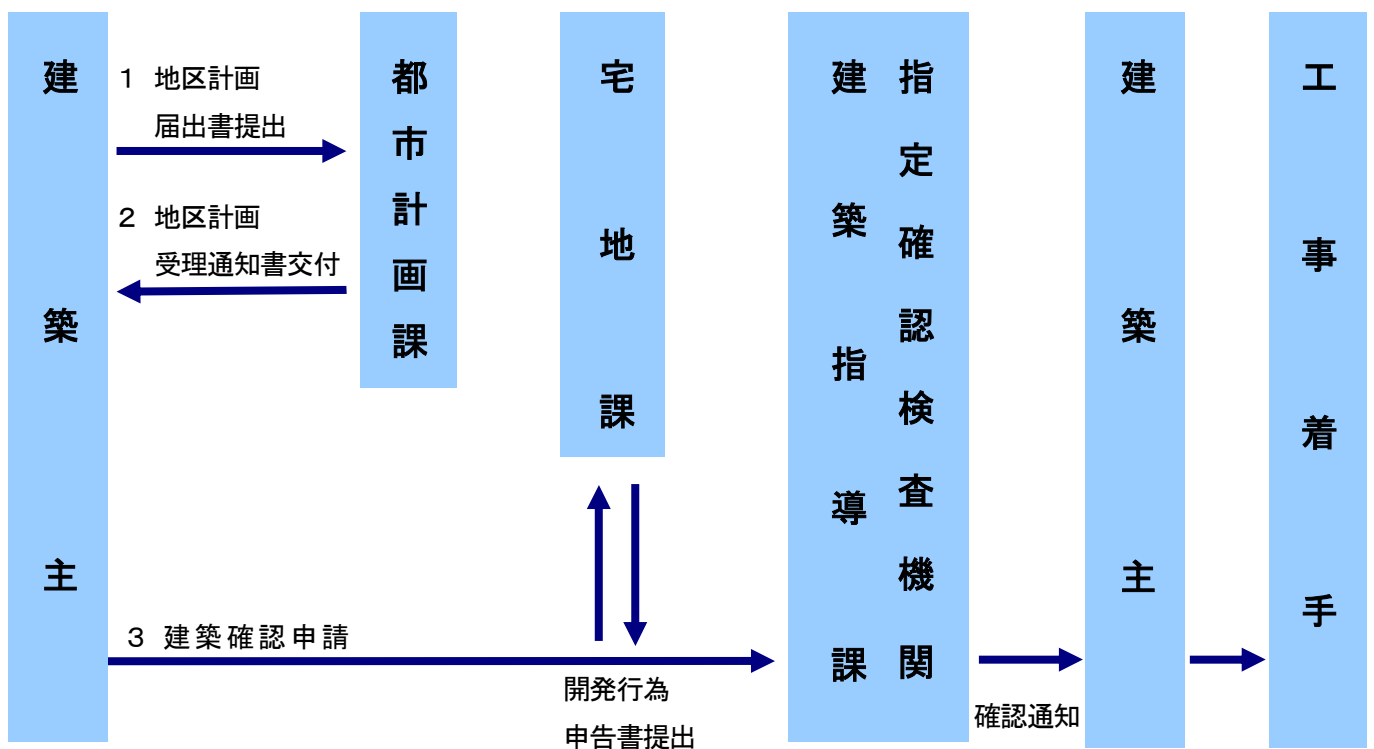 建築主
1 地区計画
届出書提出
2 地区計画
受理通知書交付
都市計画課
宅地課
3 建築確認申請
開発行為
申告書提出
指定確認検査機関
建築指導課
確認通知
建築主
工事着手